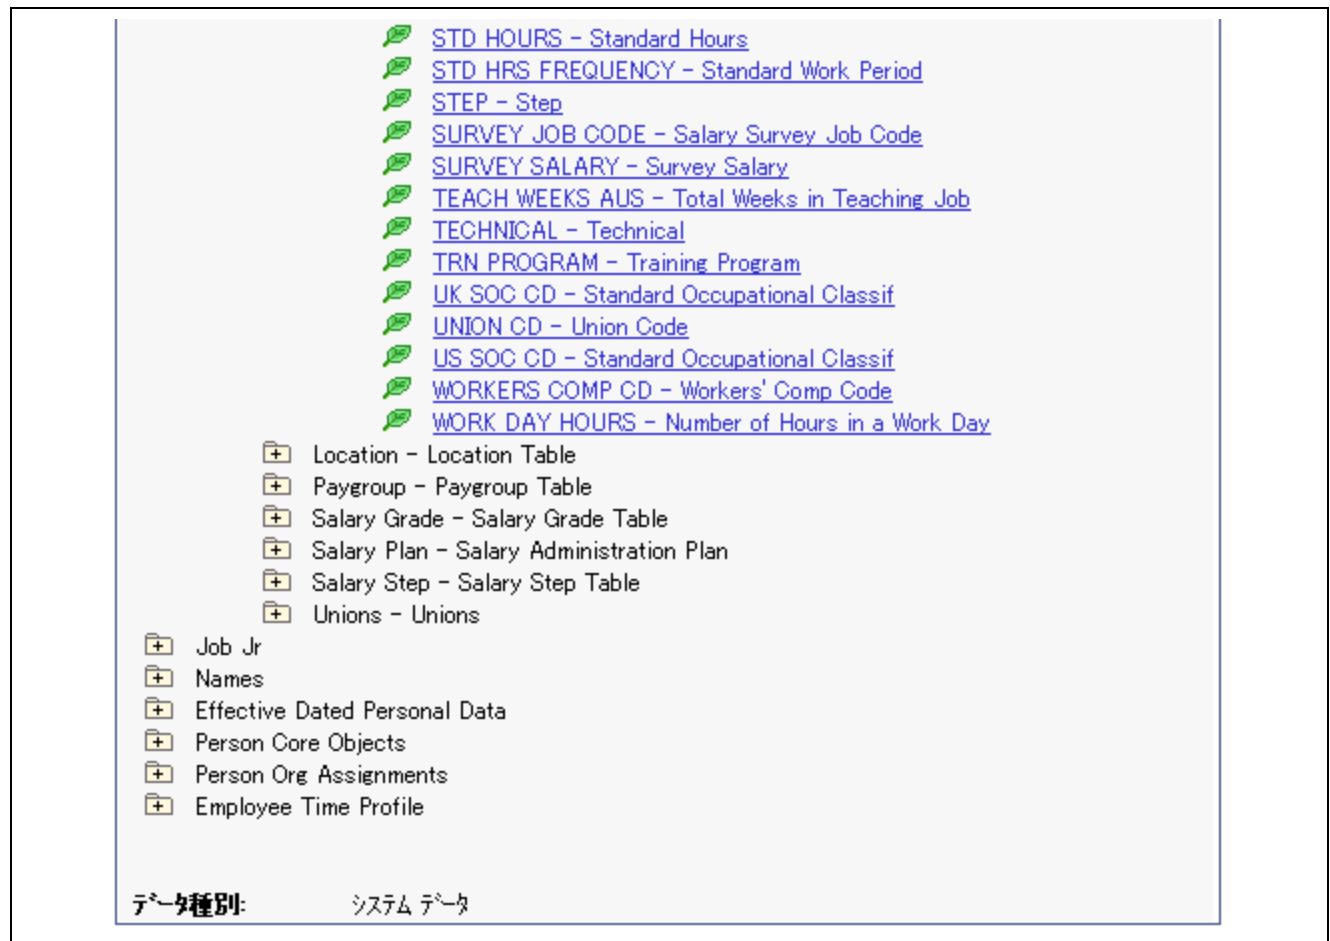 STD HOURS - Standard Hours
STD HRS FREQUENCY - Standard Work Period
STEP - Step
SURVEY JOB CODE - Salary Survey Job Code
SURVEY SALARY - Survey Salary
TEACH WEEKS AUS - Total Weeks in Teaching Job
TECHNICAL - Technical
TRN PROGRAM - Training Program
UK SOC CD - Standard Occupational Classif
UNION CD - Union Code
US SOC CD - Standard Occupational Classif
WORKERS COMP CD - Workers' Comp Code
WORK DAY HOURS - Number of Hours in a Work Day
Location - Location Table
Paygroup - Paygroup Table
Salary Grade - Salary Grade Table
Salary Plan - Salary Administration Plan
Salary Step - Salary Step Table
Unions - Unions
Job Jr
Names
Effective Dated Personal Data
Person Core Objects
Person Org Assignments
Employee Time Profile
データ種別: システム データ